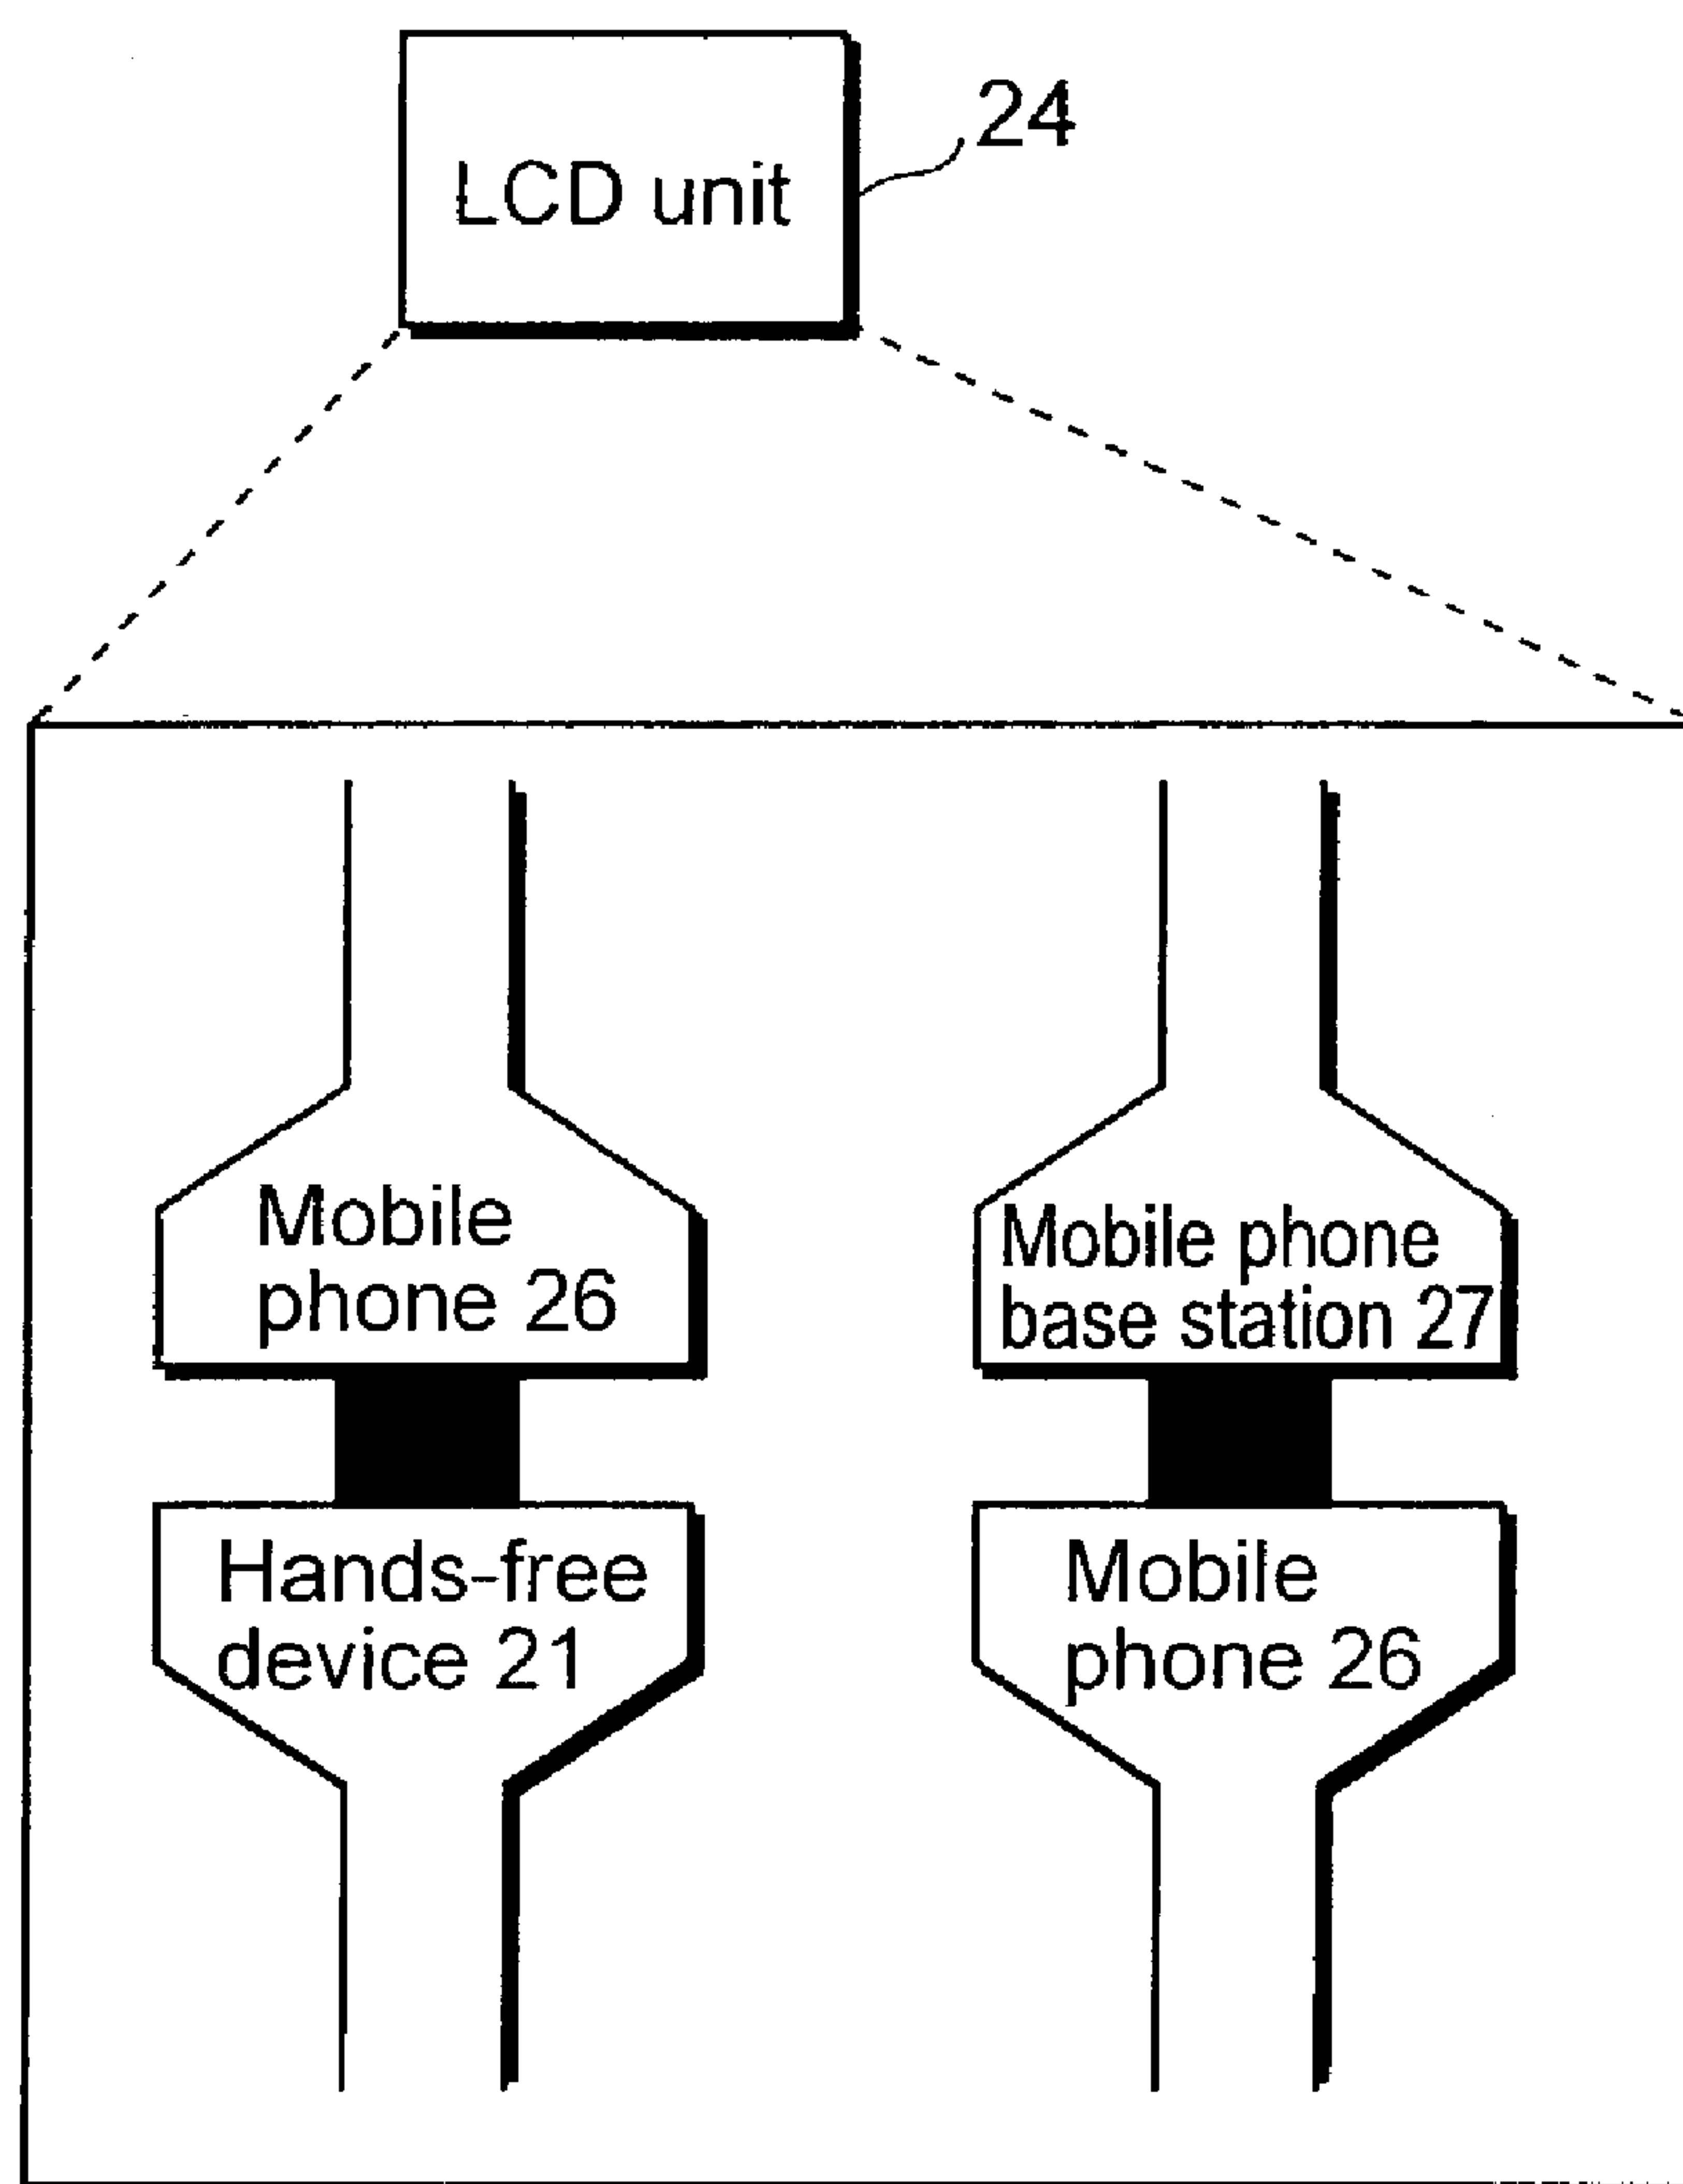 LCD unit
24
Mobile
phone 26
Mobile phone
base station 27
Hands-free
device 21
Mobile
phone 26